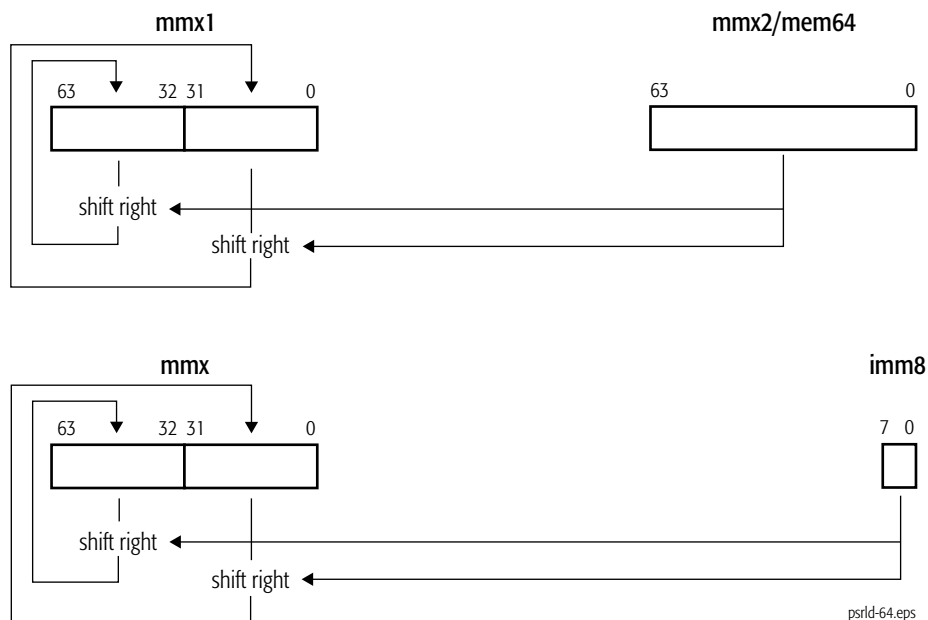 mmx1 mmx2/mem64
63 32 31 0 63 0
shift right
shift right
mmx imm8
63 32 31 0 7 0
shift right
shift right
psrld-64.eps